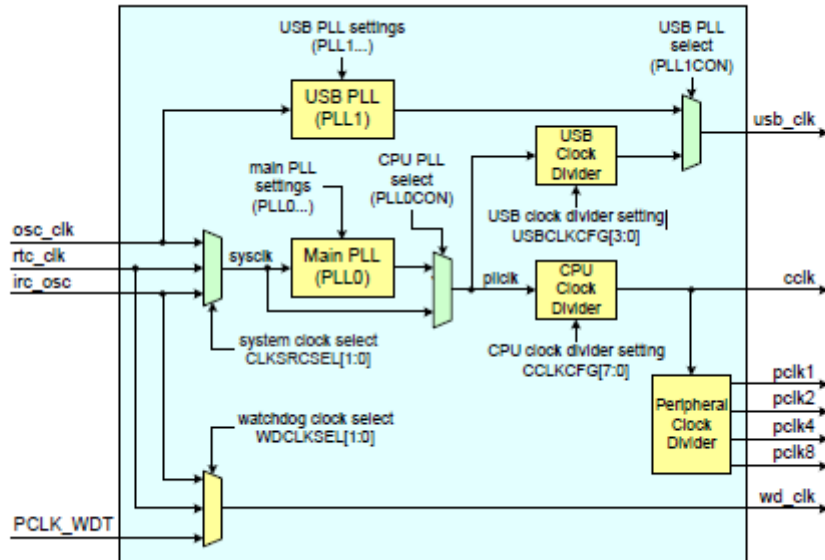 USB PLL settings
(PLL1...)
USB PLL
select
(PLL1CON)
USB PLL
(PLL1)
usb_clk
USB
Clock
Divider
main PLL
settings
(PLL0...)
CPU PLL
select
(PLL0CON)
USB clock divider setting
USBCLKCFG[3:0]
osc_clk
rtc_clk
irc_osc
sysclk
Main PLL
(PLL0)
pllclk
CPU
Clock
Divider
cclk
system clock select
CLKSRCSEL[1:0]
CPU clock divider setting
CCLKCFG[7:0]
pclk1
pclk2
pclk4
pclk8
Peripheral
Clock
Divider
watchdog clock select
WDCLKSEL[1:0]
wd_clk
PCLK_WDT